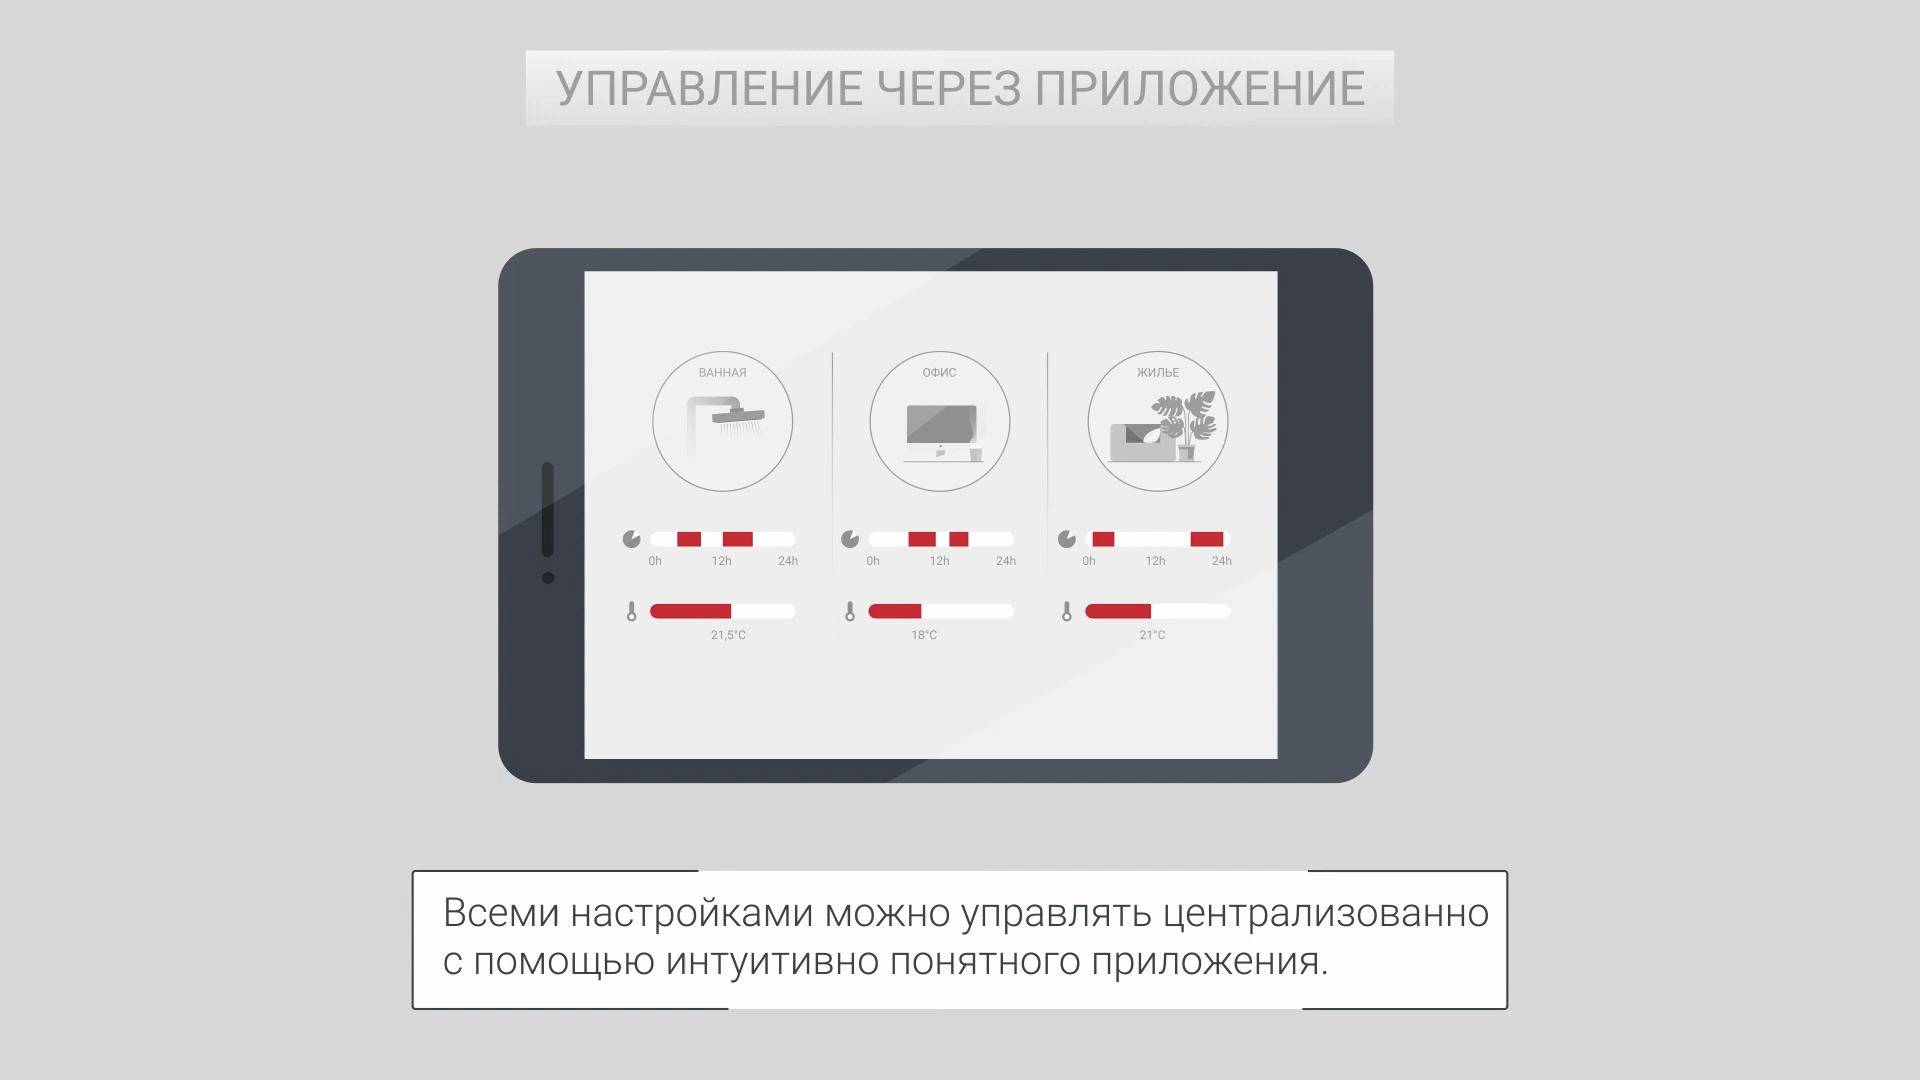 УПРАВЛЕНИЕ ЧЕРЕЗ ПРИЛОЖЕНИЕ
ВАННАЯ
ОФИС
ЖИЛЬЕ
0h 12h 24h
0h 12h 24h
0h 12h 24h
21,5°C
18°C
21°C
Всеми настройками можно управлять централизованно
с помощью интуитивно понятного приложения.